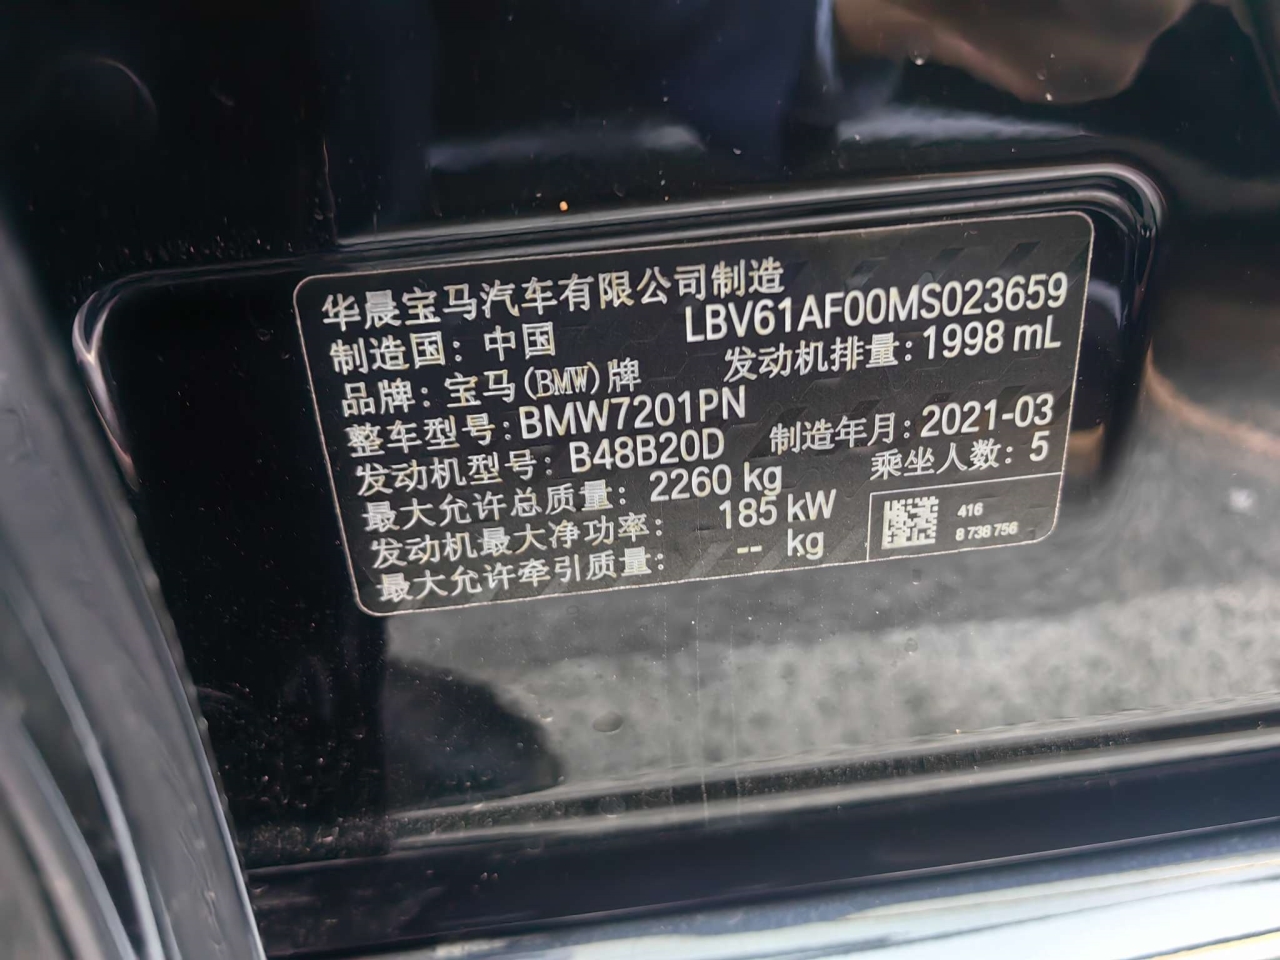 华晨宝马汽车有限公司制造
制造国：中国 LBV61AF00MS023659
品牌：宝马(BMW)牌 发动机排量：1998 mL
整车型号：BMW7201PN
发动机型号：B48B20D 制造年月：2021-03
最大允许总质量：2260 kg 乘坐人数：5
发动机最大净功率：185 kW
最大允许牵引质量：-- kg
416
8 738 756